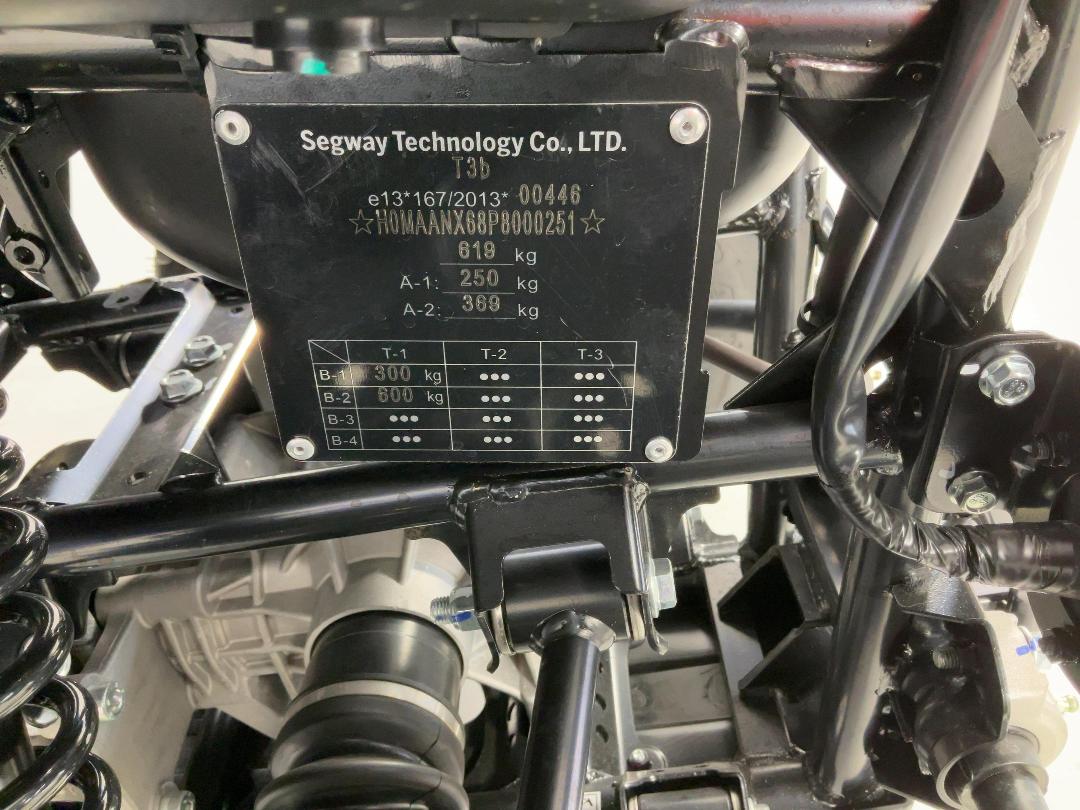 Segway Technology Co., LTD.
T3b
e13*167/2013* 00446
☆H0MAANX68P8000251☆
619 kg
A-1: 250 kg
A-2: 369 kg
T-1 T-2 T-3
B-1 300 kg ••• •••
B-2 600 kg ••• •••
B-3 ••• ••• •••
B-4 ••• ••• •••